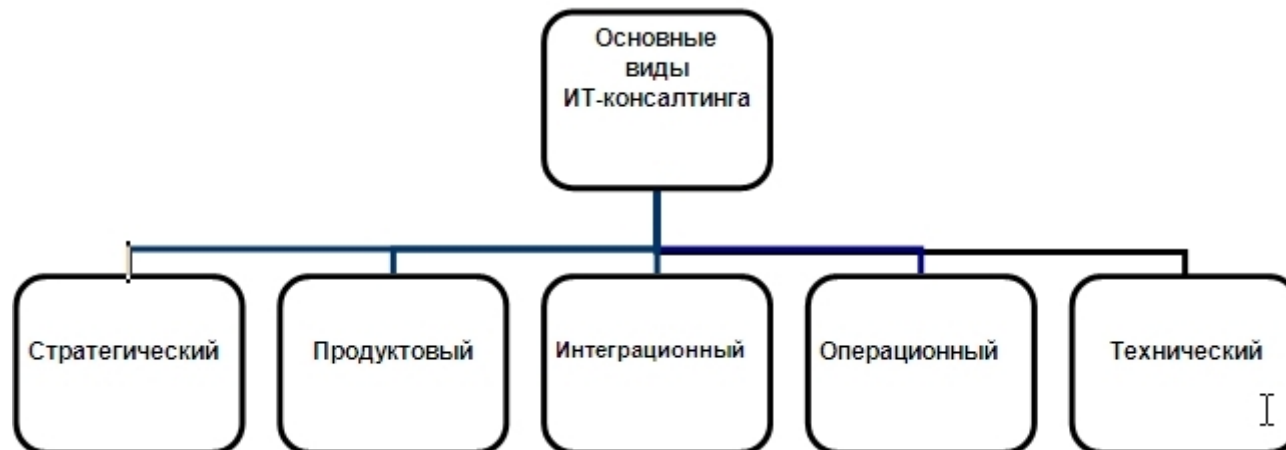 Основные
виды
ИТ-консалтинга
Стратегический
Продуктовый
Интеграционный
Операционный
Технический